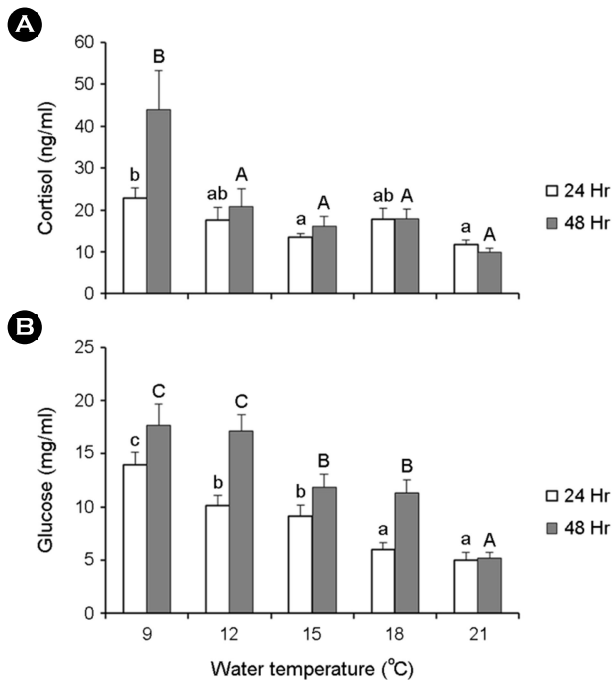 A
Cortisol (ng/ml)
60
50
40
30
20
10
0
b B
ab A
a A
ab A
a A
24 Hr
48 Hr
B
Glucose (mg/ml)
25
20
15
10
5
0
c C
b C
b B
a B
a A
24 Hr
48 Hr
9 12 15 18 21
Water temperature (°C)